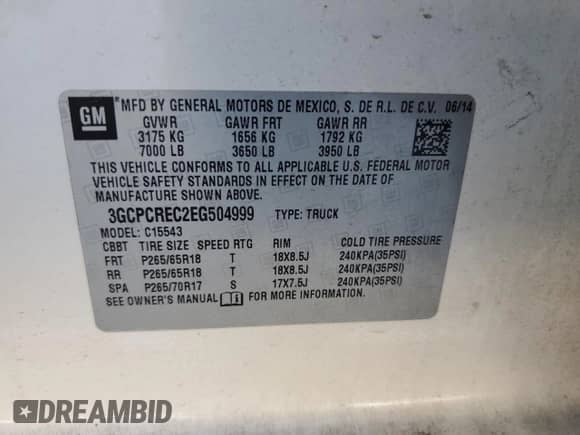 GM
* MFD BY GENERAL MOTORS DE MEXICO, S. DE R.L. DE C.V. 06/14
GVWR GAWR FRT GAWR RR
3175 KG 1656 KG 1792 KG
7000 LB 3650 LB 3950 LB
THIS VEHICLE CONFORMS TO ALL APPLICABLE U.S. FEDERAL MOTOR
VEHICLE SAFETY STANDARDS IN EFFECT ON THE DATE OF
MANUFACTURE SHOWN ABOVE.
3GCPCREC2EG504999 TYPE: TRUCK
MODEL: C15543
CBBT TIRE SIZE SPEED RTG RIM COLD TIRE PRESSURE
FRT P265/65R18 T 18X8.5J 240KPA(35PSI)
RR P265/65R18 T 18X8.5J 240KPA(35PSI)
SPA P265/70R17 S 17X7.5J 240KPA(35PSI)
SEE OWNER'S MANUAL FOR MORE INFORMATION.
DREAMBID